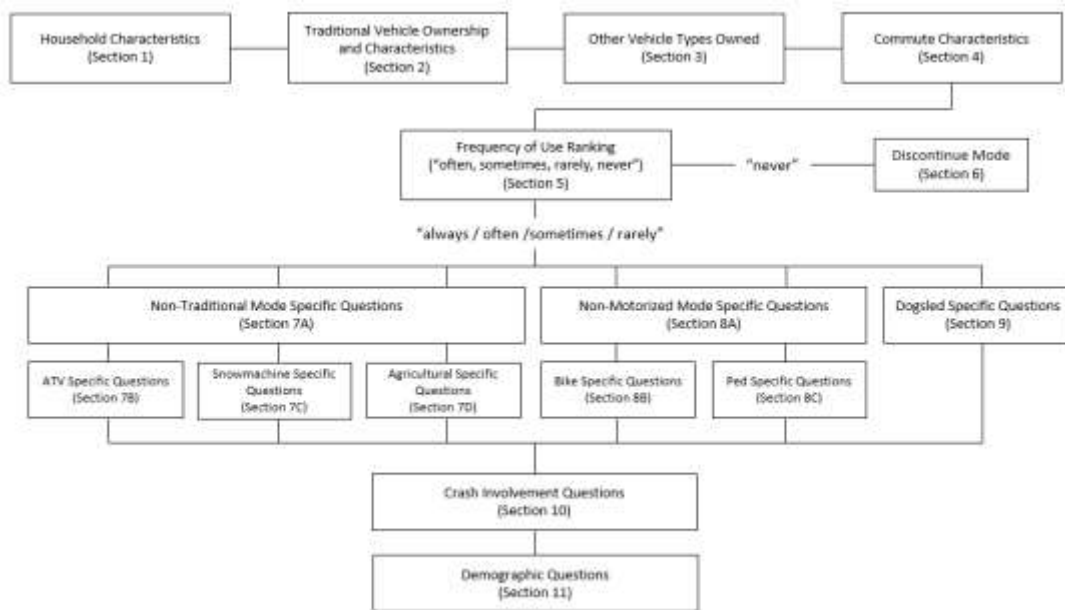 Household Characteristics
(Section 1)
Traditional Vehicle Ownership
and Characteristics
(Section 2)
Other Vehicle Types Owned
(Section 3)
Commute Characteristics
(Section 4)
Frequency of Use Ranking
("often, sometimes, rarely, never")
(Section 5)
"never"
Discontinue Mode
(Section 6)
"always / often /sometimes / rarely"
Non-Traditional Mode Specific Questions
(Section 7A)
Non-Motorized Mode Specific Questions
(Section 8A)
Dogsled Specific Questions
(Section 9)
ATV Specific Questions
(Section 7B)
Snowmachine Specific
Questions
(Section 7C)
Agricultural Specific
Questions
(Section 7D)
Bike Specific Questions
(Section 8B)
Ped Specific Questions
(Section 8C)
Crash Involvement Questions
(Section 10)
Demographic Questions
(Section 11)